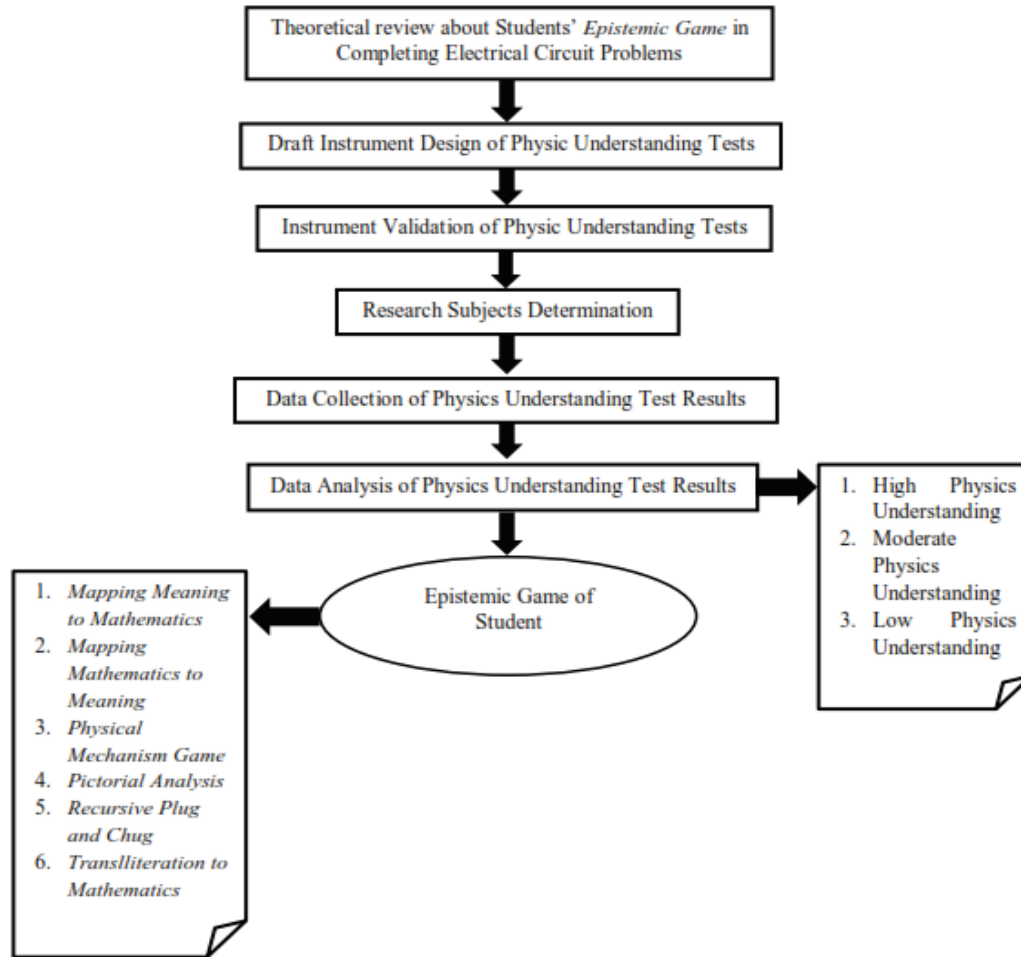 Theoretical review about Students' Epistemic Game in
Completing Electrical Circuit Problems
Draft Instrument Design of Physic Understanding Tests
Instrument Validation of Physic Understanding Tests
Research Subjects Determination
Data Collection of Physics Understanding Test Results
Data Analysis of Physics Understanding Test Results
1. High Physics
Understanding
2. Moderate
Physics
Understanding
3. Low Physics
Understanding
Epistemic Game of
Student
1. Mapping Meaning
to Mathematics
2. Mapping
Mathematics to
Meaning
3. Physical
Mechanism Game
4. Pictorial Analysis
5. Recursive Plug
and Chug
6. Translliteration to
Mathematics